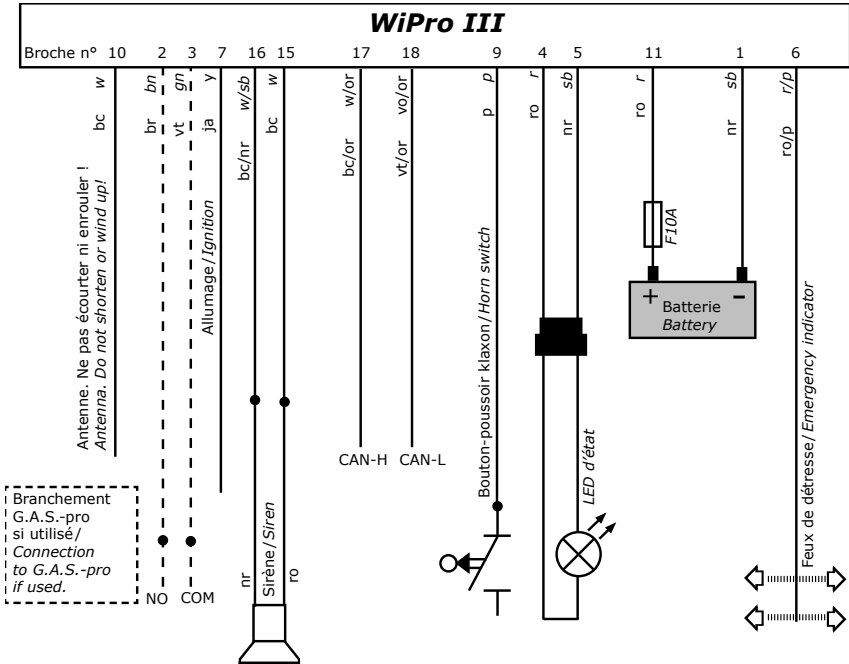 WiPro III
Broche n° 10 2 3 7 16 15 17 18 9 4 5 11 1 6
w bn gn y w/sb w w/or vo/or p r sb r sb r/p
bc br vt ja bc/nr bc bc/or vt/or p ro nr ro nr ro/p
Antenne. Ne pas écourter ni enrouler !
Antenna. Do not shorten or wind up!
Allumage/Ignition
F10A
+ -
Batterie
Battery
CAN-H CAN-L
Bouton-poussoir klaxon/Horn switch
LED d'état
Feux de détresse/Emergency indicator
Branchement
G.A.S.-pro
si utilisé/
Connection
to G.A.S.-pro
if used.
NO COM
nr
Sirène/Siren
ro